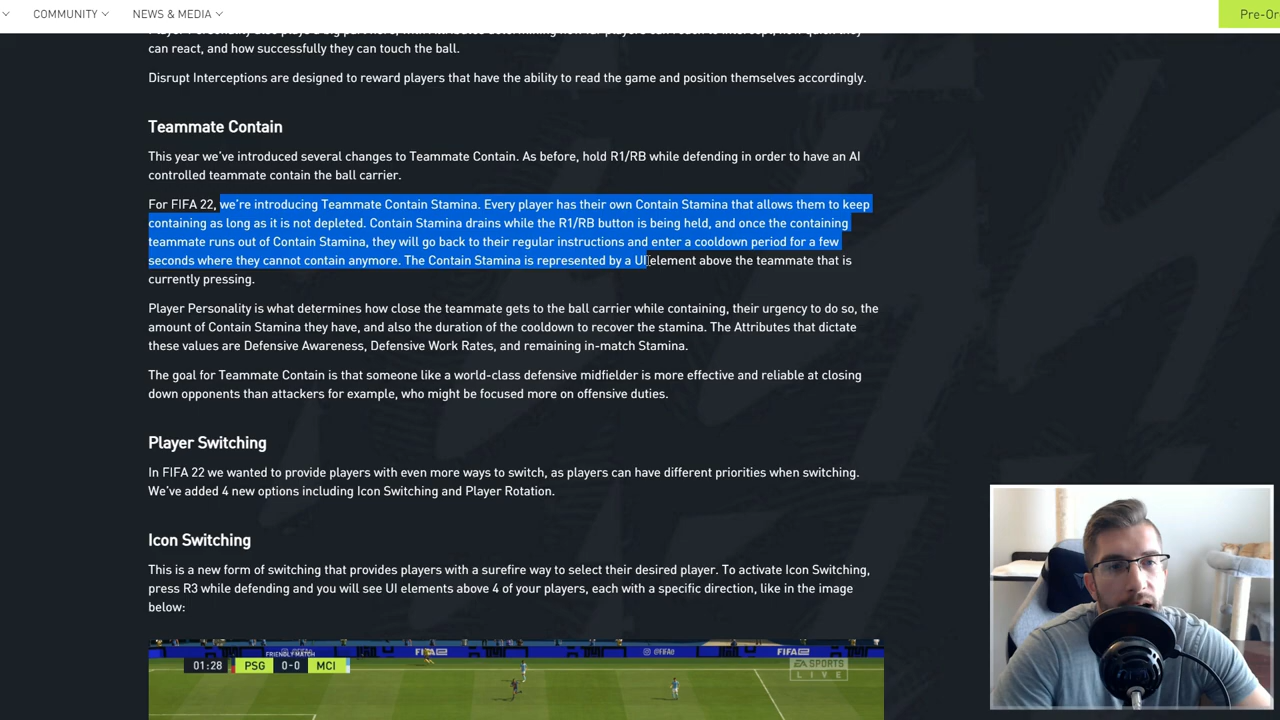 COMMUNITY
NEWS & MEDIA
Pre-Or
can react, and how successfully they can touch the ball.
Disrupt Interceptions are designed to reward players that have the ability to read the game and position themselves accordingly.
Teammate Contain
This year we've introduced several changes to Teammate Contain. As before, hold R1/RB while defending in order to have an AI
controlled teammate contain the ball carrier.
For FIFA 22, we're introducing Teammate Contain Stamina. Every player has their own Contain Stamina that allows them to keep
containing as long as it is not depleted. Contain Stamina drains while the R1/RB button is being held, and once the containing
teammate runs out of Contain Stamina, they will go back to their regular instructions and enter a cooldown period for a few
seconds where they cannot contain anymore. The Contain Stamina is represented by a UI element above the teammate that is
currently pressing.
Player Personality is what determines how close the teammate gets to the ball carrier while containing, their urgency to do so, the
amount of Contain Stamina they have, and also the duration of the cooldown to recover the stamina. The Attributes that dictate
these values are Defensive Awareness, Defensive Work Rates, and remaining in-match Stamina.
The goal for Teammate Contain is that someone like a world-class defensive midfielder is more effective and reliable at closing
down opponents than attackers for example, who might be focused more on offensive duties.
Player Switching
In FIFA 22 we wanted to provide players with even more ways to switch, as players can have different priorities when switching.
We've added 4 new options including Icon Switching and Player Rotation.
Icon Switching
This is a new form of switching that provides players with a surefire way to select their desired player. To activate Icon Switching,
press R3 while defending and you will see UI elements above 4 of your players, each with a specific direction, like in the image
below:
FRIENDLY MATCH
01:28 PSG 0-0 MCI
EA SPORTS
LIVE